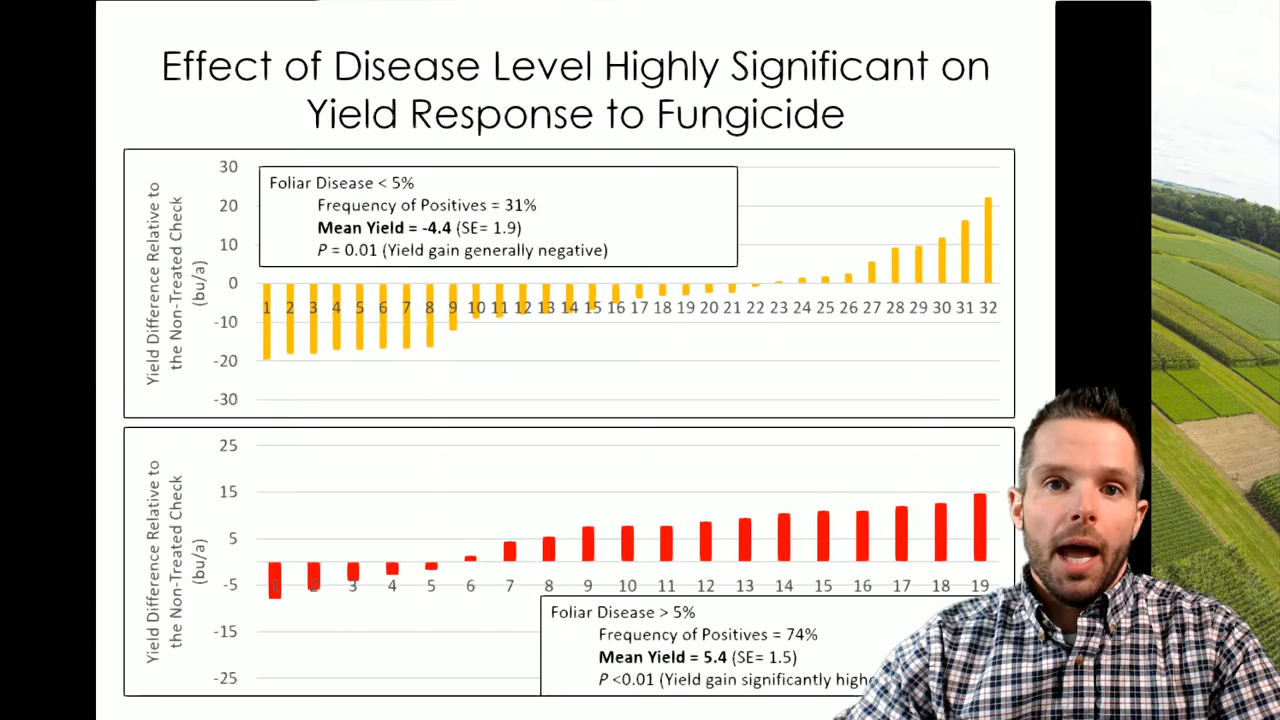 Effect of Disease Level Highly Significant on
Yield Response to Fungicide
Yield Difference Relative to
the Non-Treated Check
(bu/a)
30
20
10
0
-10
-20
-30
Foliar Disease < 5%
Frequency of Positives = 31%
Mean Yield = -4.4 (SE= 1.9)
P = 0.01 (Yield gain generally negative)
1 2 3 4 5 6 7 8 9 10 11 12 13 14 15 16 17 18 19 20 21 22 23 24 25 26 27 28 29 30 31 32
Yield Difference Relative to
the Non-Treated Check
(bu/a)
25
15
5
-5
-15
-25
1 2 3 4 5 6 7 8 9 10 11 12 13 14 15 16 17 18 19
Foliar Disease > 5%
Frequency of Positives = 74%
Mean Yield = 5.4 (SE= 1.5)
P <0.01 (Yield gain significantly